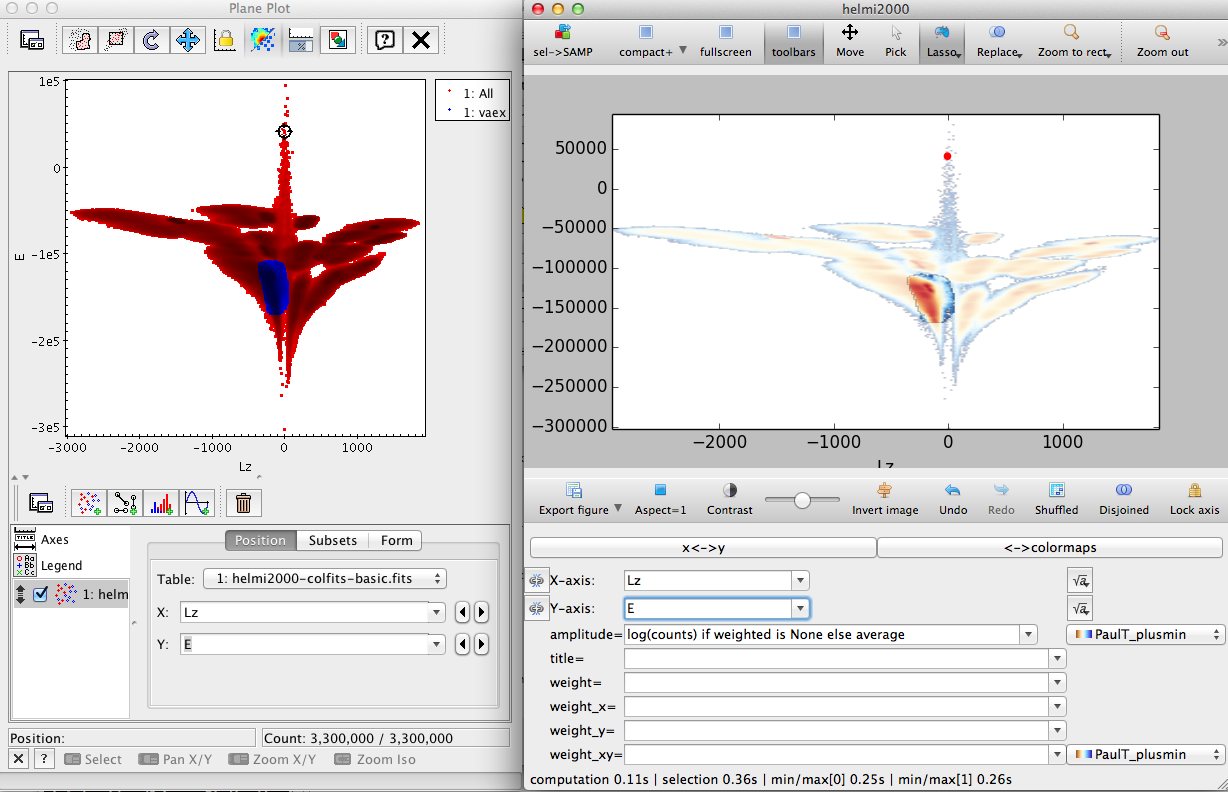 Plane Plot
1e5
0
-1e5
-2e5
-3e5
E
-3000 -2000 -1000 0 1000
Lz
1: All
1: vaex
Axes
Legend
1: helm
Position Subsets Form
Table: 1: helmi2000-colfits-basic.fits
X: Lz
Y: E
Position: Count: 3,300,000 / 3,300,000
Select Pan X/Y Zoom X/Y Zoom Iso
helmi2000
sel->SAMP compact+ fullscreen toolbars Move Pick Lasso Replace Zoom to rect Zoom out
50000
0
−50000
−100000
−150000
−200000
−250000
−300000
−2000 −1000 0 1000
Lz
Export figure Aspect=1 Contrast Invert image Undo Redo Shuffled Disjoined Lock axis
x<->y <->colormaps
X-axis: Lz
Y-axis: E
amplitude= log(counts) if weighted is None else average PaulT_plusmin
title=
weight=
weight_x=
weight_y=
weight_xy= PaulT_plusmin
computation 0.11s | selection 0.36s | min/max[0] 0.25s | min/max[1] 0.26s